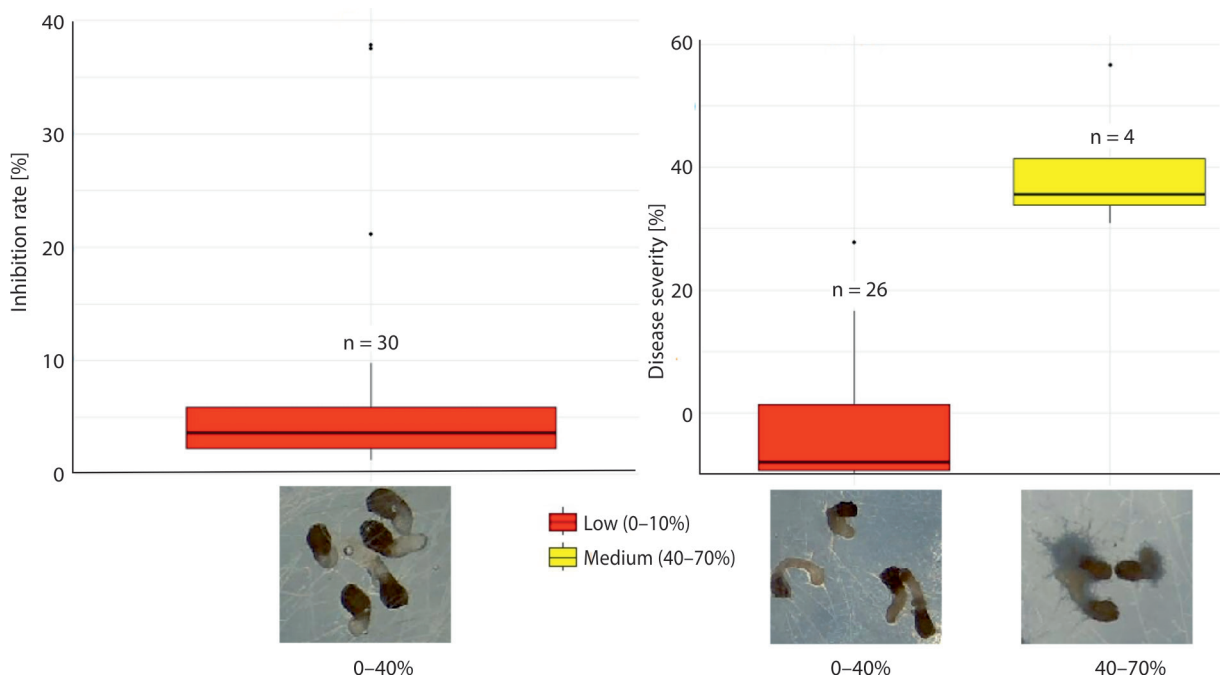 Inhibition rate [%]
40
30
20
10
0
n = 30
0–40%
Low (0–10%)
Medium (40–70%)
Disease severity [%]
60
40
20
0
n = 26
n = 4
0–40%
40–70%